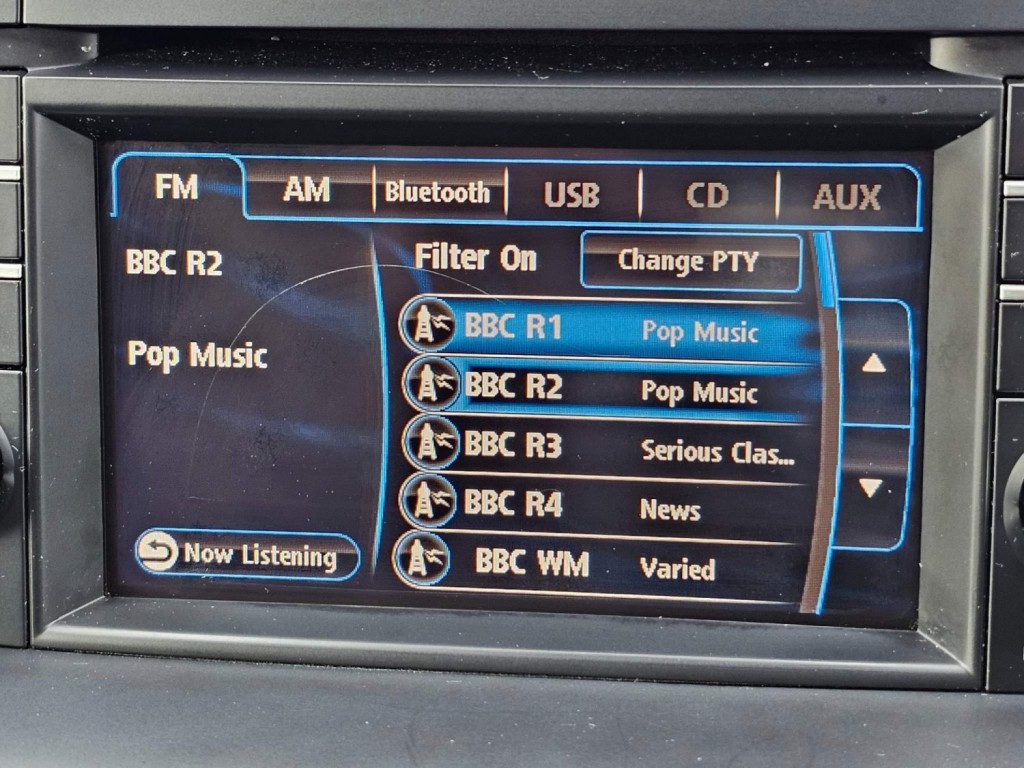 FM AM Bluetooth USB CD AUX
BBC R2
Pop Music
Now Listening
Filter On Change PTY
BBC R1 Pop Music
BBC R2 Pop Music
BBC R3 Serious Clas...
BBC R4 News
BBC WM Varied